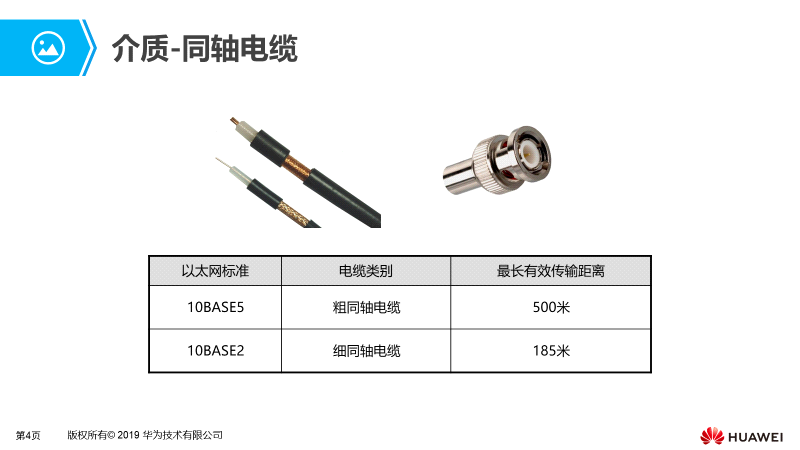 介质-同轴电缆
以太网标准 电缆类别 最长有效传输距离
10BASE5 粗同轴电缆 500米
10BASE2 细同轴电缆 185米
第4页 版权所有© 2019 华为技术有限公司
HUAWEI